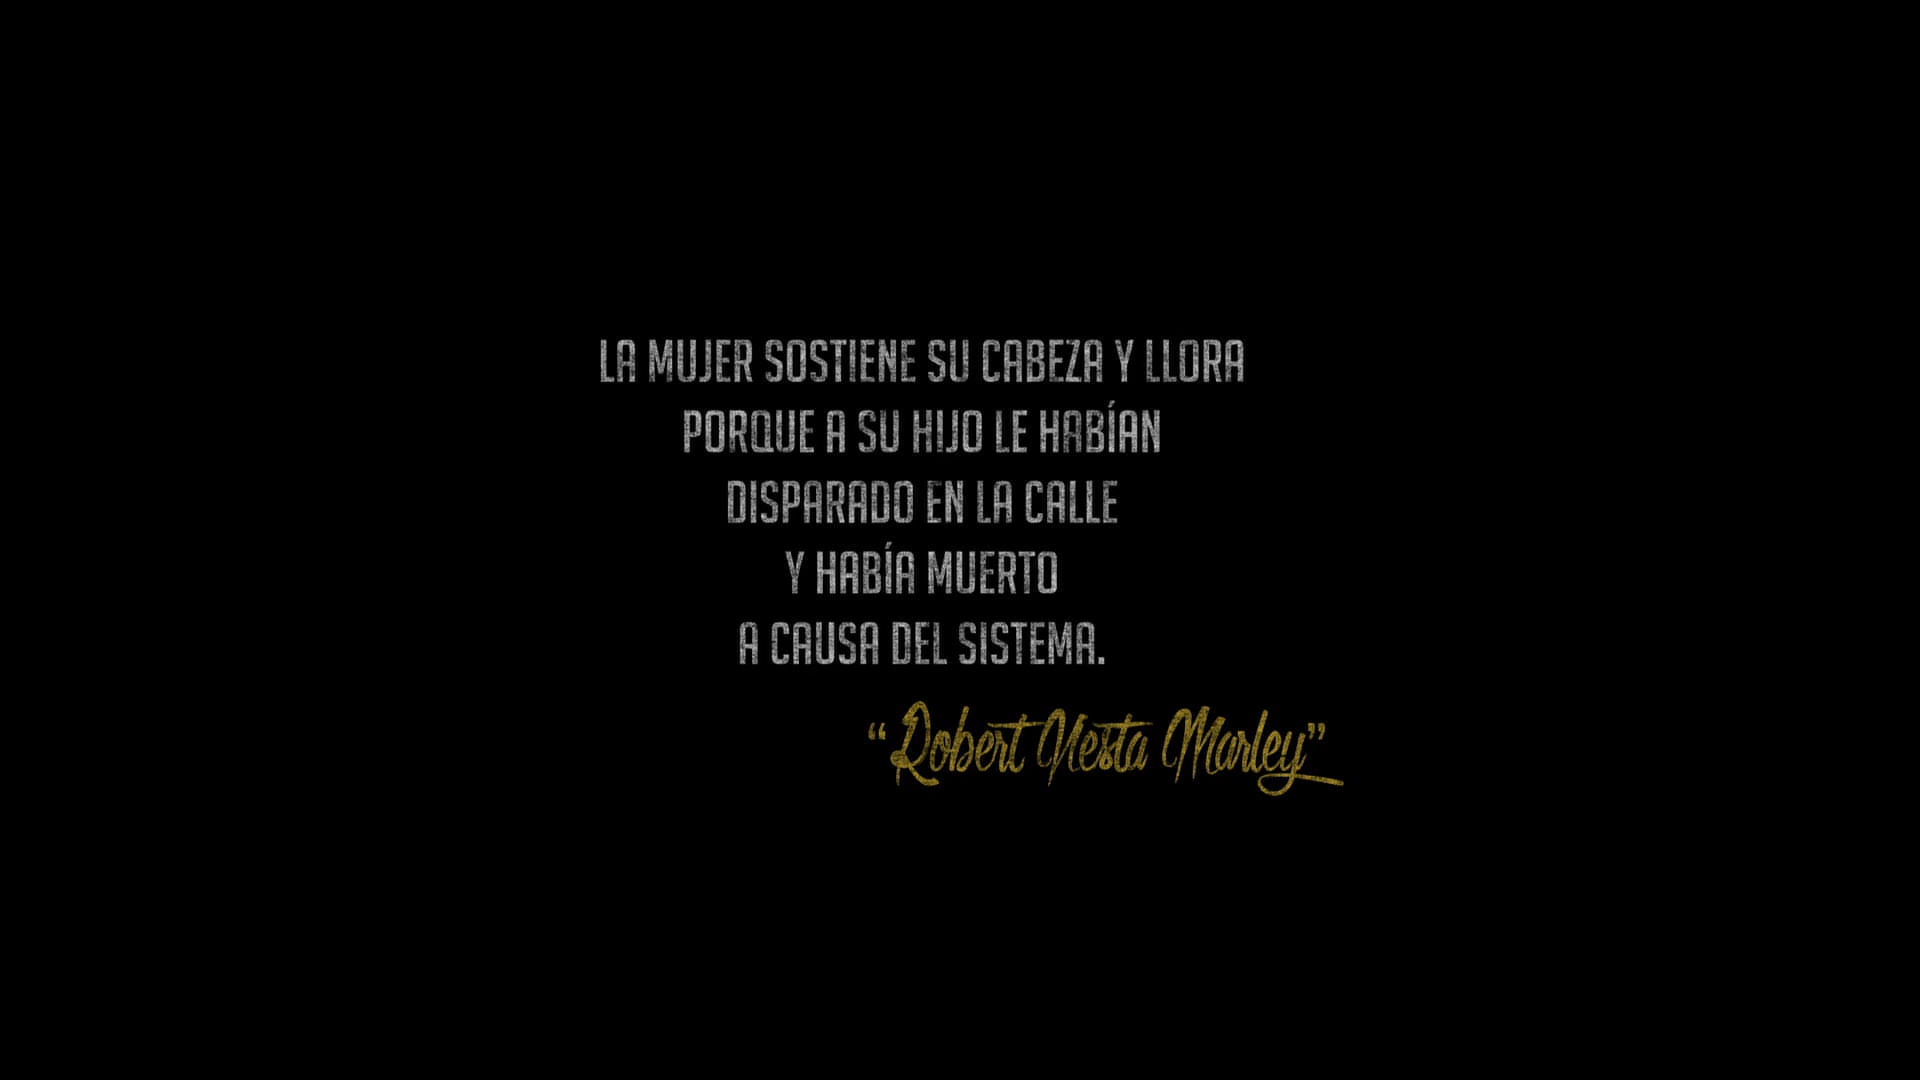 LA MUJER SOSTIENE SU CABEZA Y LLORA
PORQUE A SU HIJO LE HABÍAN
DISPARADO EN LA CALLE
Y HABÍA MUERTO
A CAUSA DEL SISTEMA.
“Robert Nesta Marley”